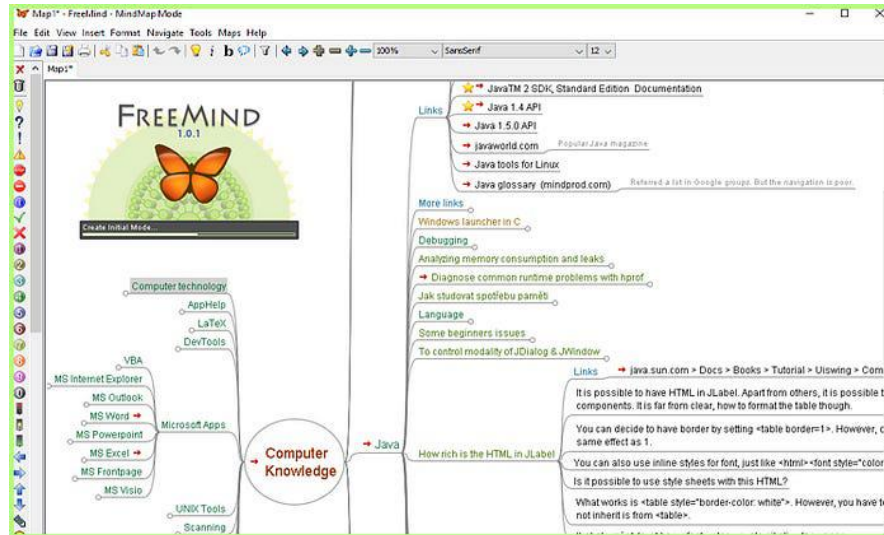 Map1* - FreeMind - MindMap Mode
File Edit View Insert Format Navigate Tools Maps Help
100% SansSerif 12
Map1*
FREEMIND
1.0.1
Create Initial Mode...
Computer technology
AppHelp
LaTeX
DevTools
VBA
MS Internet Explorer
MS Outlook
MS Word
MS Powerpoint
MS Excel
MS Frontpage
MS Visio
Microsoft Apps
UNIX Tools
Scanning
Computer
Knowledge
Java
Links
JavaTM 2 SDK, Standard Edition Documentation
Java 1.4 API
Java 1.5.0 API
javaworld.com Popular Java magazine
Java tools for Linux
Java glossary (mindprod.com) Referred a lot in Google groups. But the navigation is poor.
More links
Windows launcher in C
Debugging
Analyzing memory consumption and leaks
Diagnose common runtime problems with hprof
Jak studovat spotřebu paměti
Language
Some beginners issues
To control modality of JDialog & JWindow
How rich is the HTML in JLabel
Links java.sun.com > Docs > Books > Tutorial > Uiswing > Com
It is possible to have HTML in JLabel. Apart from others, it is possible t
components. It is far from clear, how to format the table though.
You can decide to have border by setting <table border=1>. However, c
same effect as 1.
You can also use inline styles for font, just like <html><font style="color
Is it possible to use style sheets with this HTML?
What works is <table style="border-color: white">. However, you have t
not inherit is from <table>.